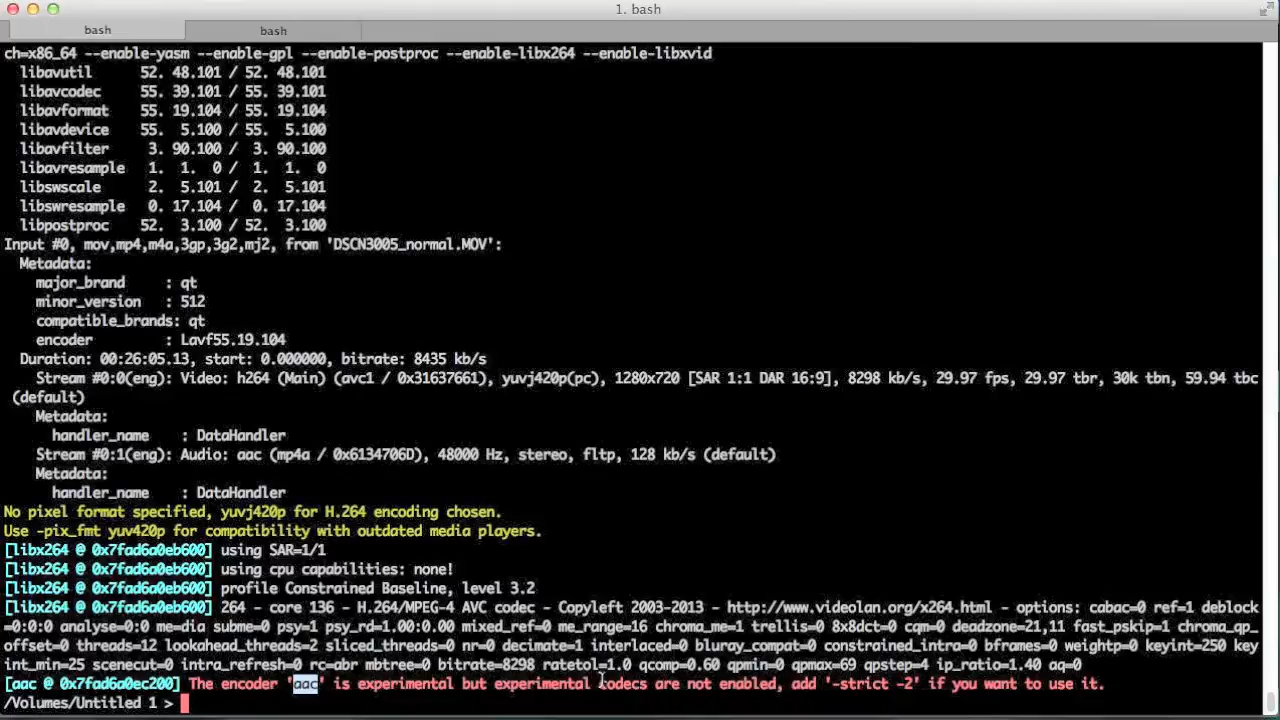 1. bash
bash
bash
ch=x86_64 --enable-yasm --enable-gpl --enable-postproc --enable-libx264 --enable-libxvid
libavutil 52. 48.101 / 52. 48.101
libavcodec 55. 39.101 / 55. 39.101
libavformat 55. 19.104 / 55. 19.104
libavdevice 55. 5.100 / 55. 5.100
libavfilter 3. 90.100 / 3. 90.100
libavresample 1. 1. 0 / 1. 1. 0
libswscale 2. 5.101 / 2. 5.101
libswresample 0. 17.104 / 0. 17.104
libpostproc 52. 3.100 / 52. 3.100
Input #0, mov,mp4,m4a,3gp,3g2,mj2, from 'DSCN3005_normal.MOV':
Metadata:
major_brand : qt
minor_version : 512
compatible_brands: qt
encoder : Lavf55.19.104
Duration: 00:26:05.13, start: 0.000000, bitrate: 8435 kb/s
Stream #0:0(eng): Video: h264 (Main) (avc1 / 0x31637661), yuvj420p(pc), 1280x720 [SAR 1:1 DAR 16:9], 8298 kb/s, 29.97 fps, 29.97 tbr, 30k tbn, 59.94 tbc
(default)
Metadata:
handler_name : DataHandler
Stream #0:1(eng): Audio: aac (mp4a / 0x6134706D), 48000 Hz, stereo, fltp, 128 kb/s (default)
Metadata:
handler_name : DataHandler
No pixel format specified, yuvj420p for H.264 encoding chosen.
Use -pix_fmt yuv420p for compatibility with outdated media players.
[libx264 @ 0x7fad6a0eb600] using SAR=1/1
[libx264 @ 0x7fad6a0eb600] using cpu capabilities: none!
[libx264 @ 0x7fad6a0eb600] profile Constrained Baseline, level 3.2
[libx264 @ 0x7fad6a0eb600] 264 - core 136 - H.264/MPEG-4 AVC codec - Copyleft 2003-2013 - http://www.videolan.org/x264.html - options: cabac=0 ref=1 deblock
=0:0:0 analyse=0:0 me=dia subme=0 psy=1 psy_rd=1.00:0.00 mixed_ref=0 me_range=16 chroma_me=1 trellis=0 8x8dct=0 cqm=0 deadzone=21,11 fast_pskip=1 chroma_qp_
offset=0 threads=12 lookahead_threads=2 sliced_threads=0 nr=0 decimate=1 interlaced=0 bluray_compat=0 constrained_intra=0 bframes=0 weightp=0 keyint=250 key
int_min=25 scenecut=0 intra_refresh=0 rc=abr mbtree=0 bitrate=8298 ratetol=1.0 qcomp=0.60 qpmin=0 qpmax=69 qpstep=4 ip_ratio=1.40 aq=0
[aac @ 0x7fad6a0ec200] The encoder 'aac' is experimental but experimental codecs are not enabled, add '-strict -2' if you want to use it.
/Volumes/Untitled 1 >